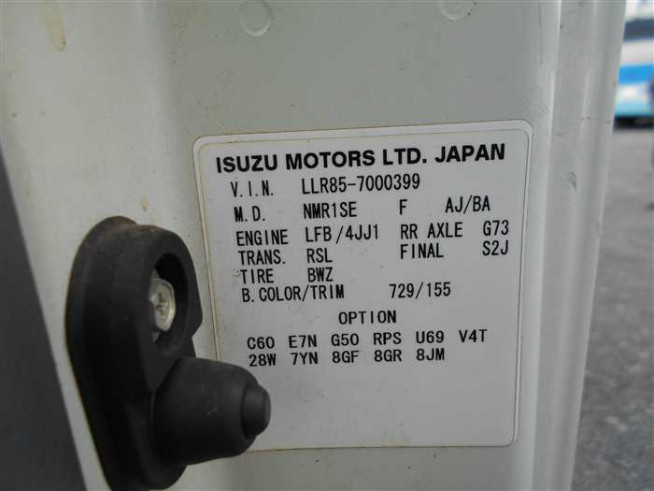 ISUZU MOTORS LTD. JAPAN
V.I.N. LLR85-7000399
M.D. NMR1SE F AJ/BA
ENGINE LFB/4JJ1 RR AXLE G73
TRANS. RSL FINAL S2J
TIRE BWZ
B.COLOR/TRIM 729/155
OPTION
C60 E7N G50 RPS U69 V4T
28W 7YN 8GF 8GR 8JM